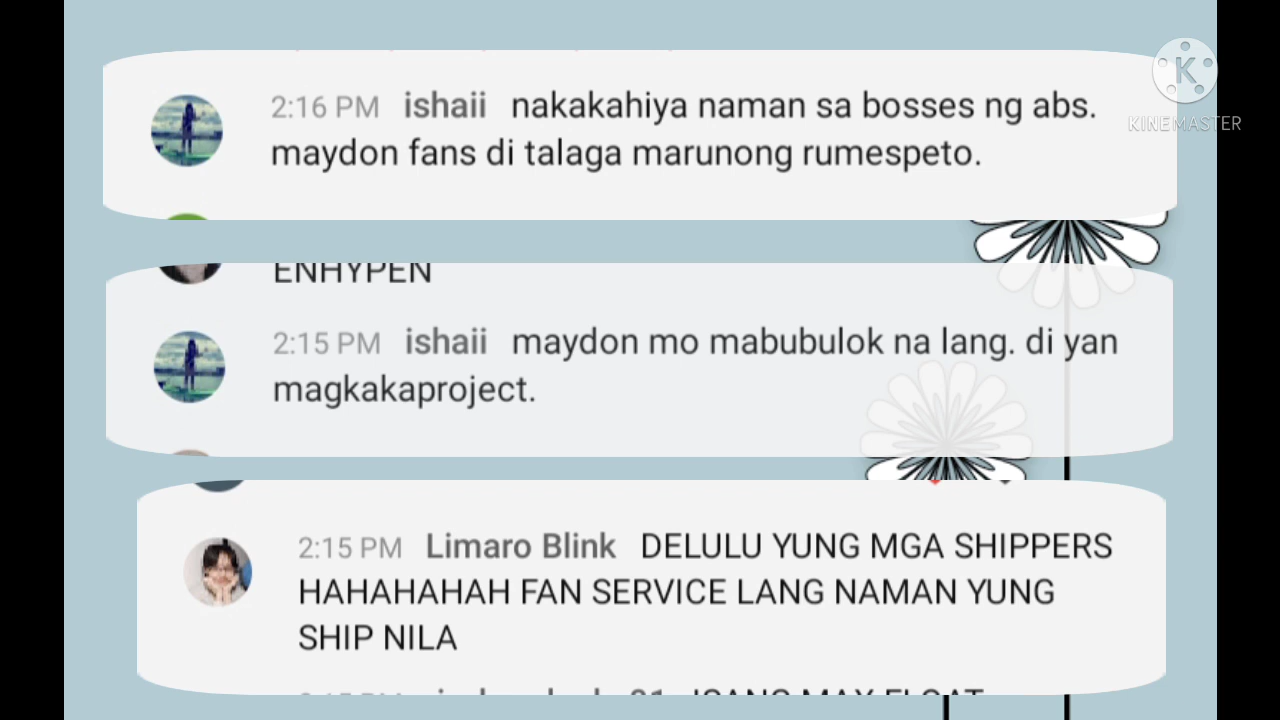 2:16 PM ishaii nakakahiya naman sa bosses ng abs.
maydon fans di talaga marunong rumespeto.
KINEMASTER
ENHYPEN
2:15 PM ishaii maydon mo mabubulok na lang. di yan
magkakaproject.
2:15 PM Limaro Blink DELULU YUNG MGA SHIPPERS
HAHAHAHAH FAN SERVICE LANG NAMAN YUNG
SHIP NILA